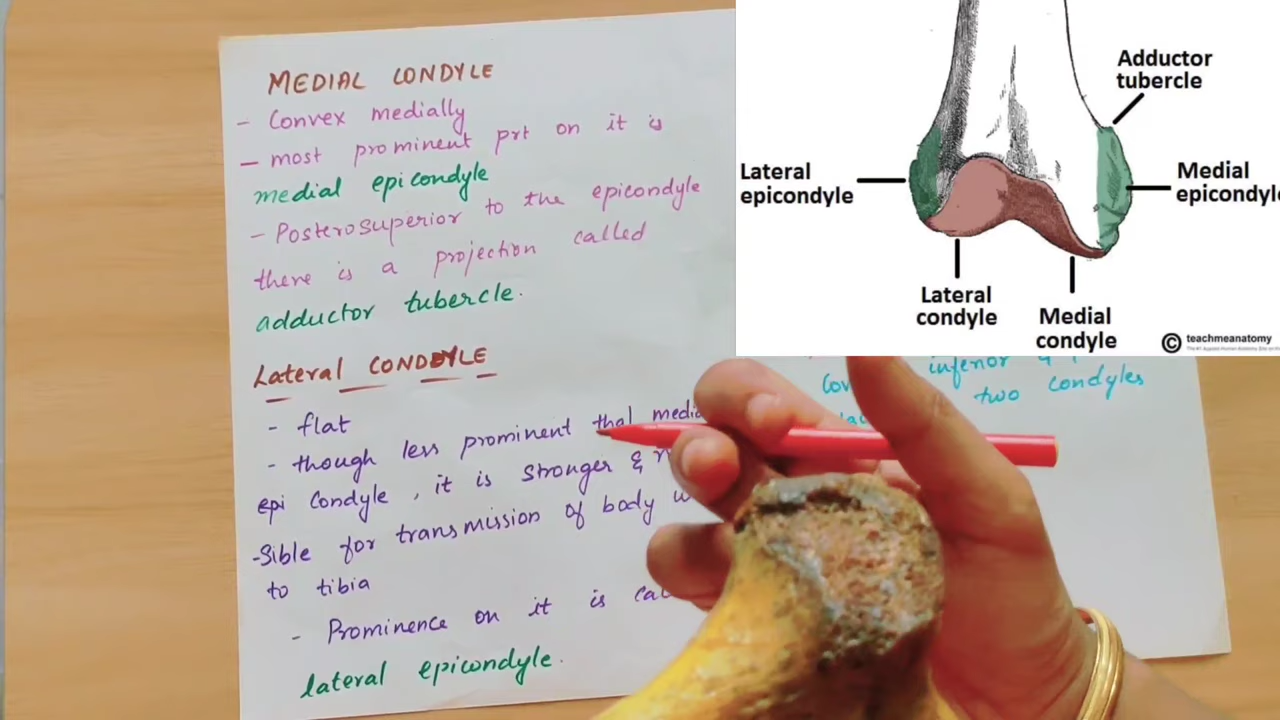 MEDIAL CONDYLE
- Convex medially
- most prominent prt on it is
medial epicondyle
- Posterosuperior to the epicondyle
there is a projection called
adductor tubercle.
Lateral CONDYLE
- flat
- though less prominent thal
epi condyle, it is stronger &
-sible for transmission of body
to tibia
- Prominence on it is
lateral epicondyle.
inferior &
two condyles
Adductor
tubercle
Lateral
epicondyle
Medial
epicondyle
Lateral
condyle
Medial
condyle
© teachmeanatomy